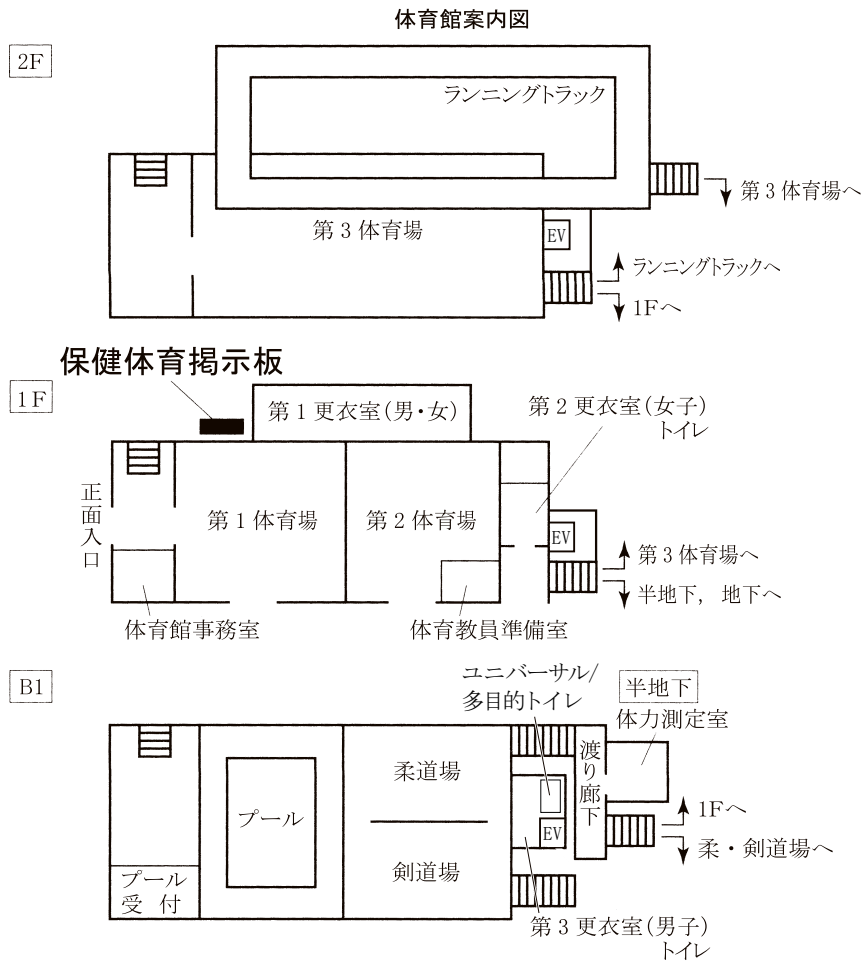 体育館案内図
2F
ランニングトラック
第3体育場へ
第3体育場
EV
ランニングトラックへ
1Fへ
保健体育掲示板
1F
第1更衣室(男・女)
第2更衣室(女子)
トイレ
正面入口
第1体育場
第2体育場
EV
第3体育場へ
半地下, 地下へ
体育館事務室
体育教員準備室
B1
ユニバーサル/
多目的トイレ
半地下
体力測定室
柔道場
渡り廊下
プール
EV
1Fへ
柔・剣道場へ
剣道場
プール
受付
第3更衣室(男子)
トイレ